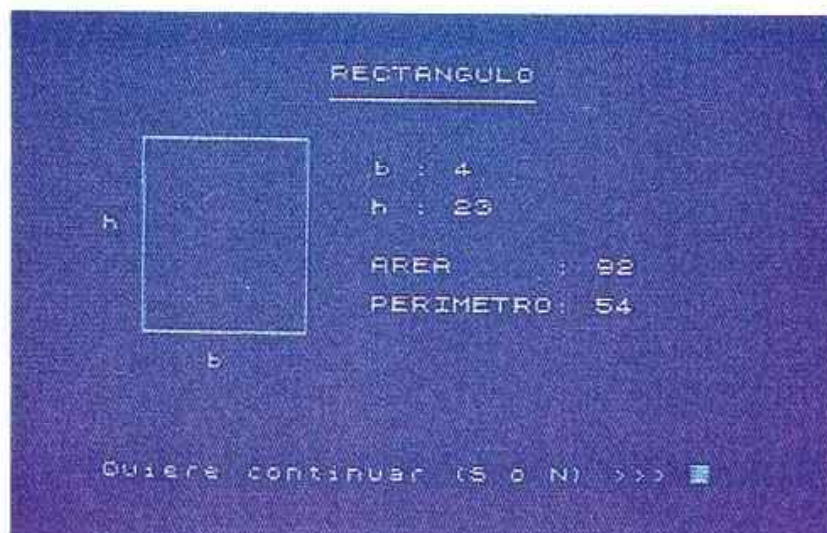 RECTANGULO
b : 4
h : 23
h
AREA : 92
PERIMETRO: 54
b
Quiere continuar (S o N) >>>